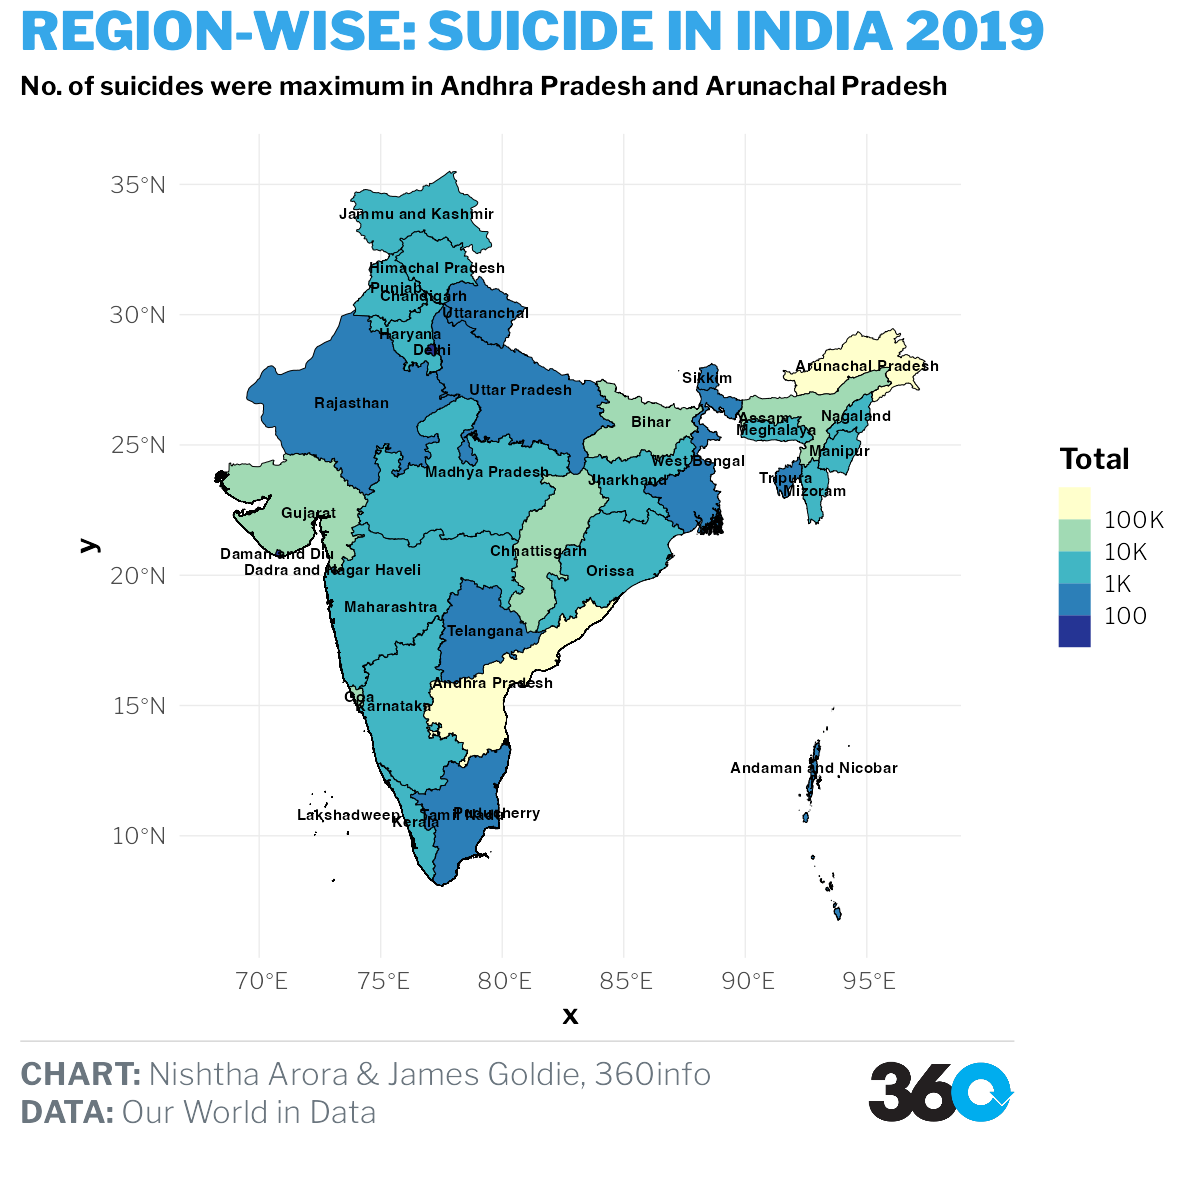 REGION-WISE: SUICIDE IN INDIA 2019
No. of suicides were maximum in Andhra Pradesh and Arunachal Pradesh
35°N
30°N
25°N
20°N
15°N
10°N
y
Jammu and Kashmir
Himachal Pradesh
Punjab
Chandigarh
Uttaranchal
Haryana
Delhi
Arunachal Pradesh
Sikkim
Uttar Pradesh
Rajasthan
Assam
Nagaland
Bihar
Meghalaya
Manipur
West Bengal
Madhya Pradesh
Jharkhand
Tripura
Mizoram
Gujarat
Daman and Diu
Chhattisgarh
Dadra and Nagar Haveli
Orissa
Maharashtra
Telangana
Andhra Pradesh
Goa
Karnataka
Andaman and Nicobar
Lakshadweep
Kerala
Tamil Nadu
Puducherry
Total
100K
10K
1K
100
70°E
75°E
80°E
85°E
90°E
95°E
x
CHART: Nishtha Arora & James Goldie, 360info
DATA: Our World in Data
360